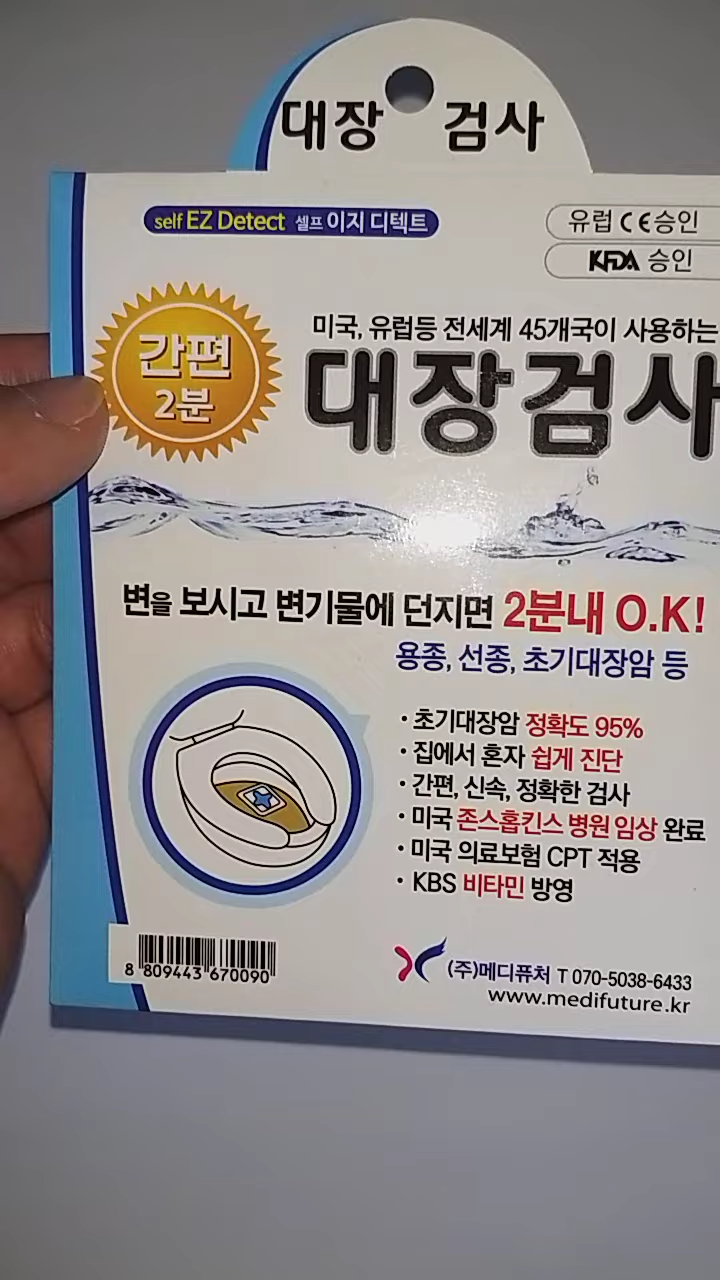 대장 검사
self EZ Detect 셀프 이지 디텍트
유럽 CE승인
KFDA 승인
간편
2분
미국, 유럽등 전세계 45개국이 사용하는
대장검사
변을 보시고 변기물에 던지면 2분내 O.K!
용종, 선종, 초기대장암 등
· 초기대장암 정확도 95%
· 집에서 혼자 쉽게 진단
· 간편, 신속, 정확한 검사
· 미국 존스홉킨스 병원 임상 완료
· 미국 의료보험 CPT 적용
· KBS 비타민 방영
8 809443 670090
(주)메디퓨처 T 070-5038-6433
www.medifuture.kr